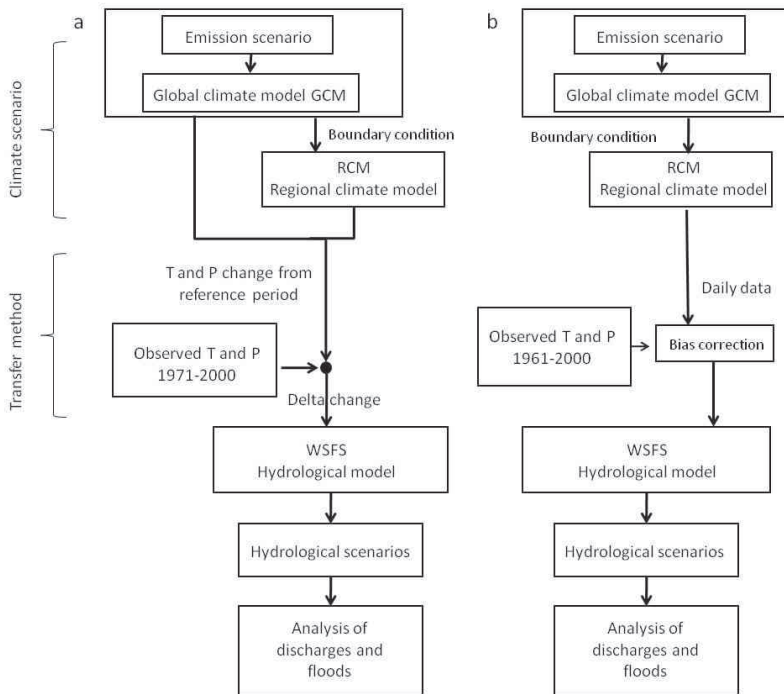 a
Emission scenario
Global climate model GCM
Boundary condition
RCM
Regional climate model
T and P change from
reference period
Observed T and P
1971-2000
Delta change
WSFS
Hydrological model
Hydrological scenarios
Analysis of
discharges and
floods
b
Emission scenario
Global climate model GCM
Boundary condition
RCM
Regional climate model
Daily data
Observed T and P
1961-2000
Bias correction
WSFS
Hydrological model
Hydrological scenarios
Analysis of
discharges and
floods
Climate scenario
Transfer method